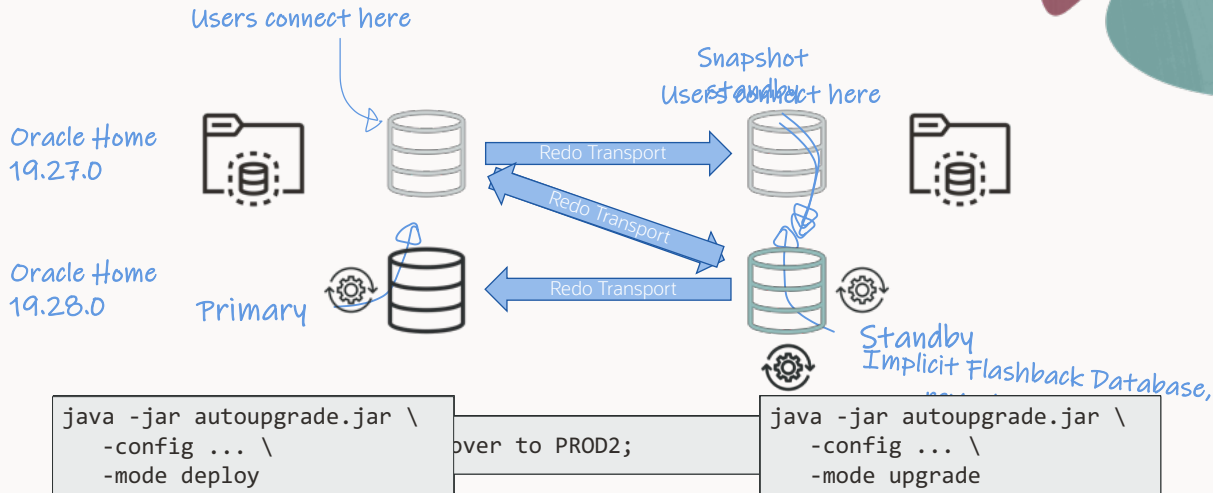 Users connect here
Snapshot
standby
Users connect here
Oracle Home
19.27.0
Redo Transport
Redo Transport
Oracle Home
19.28.0
Redo Transport
Primary
Standby
Implicit Flashback Database,
java -jar autoupgrade.jar \
-config ... \
-mode deploy
over to PROD2;
java -jar autoupgrade.jar \
-config ... \
-mode upgrade